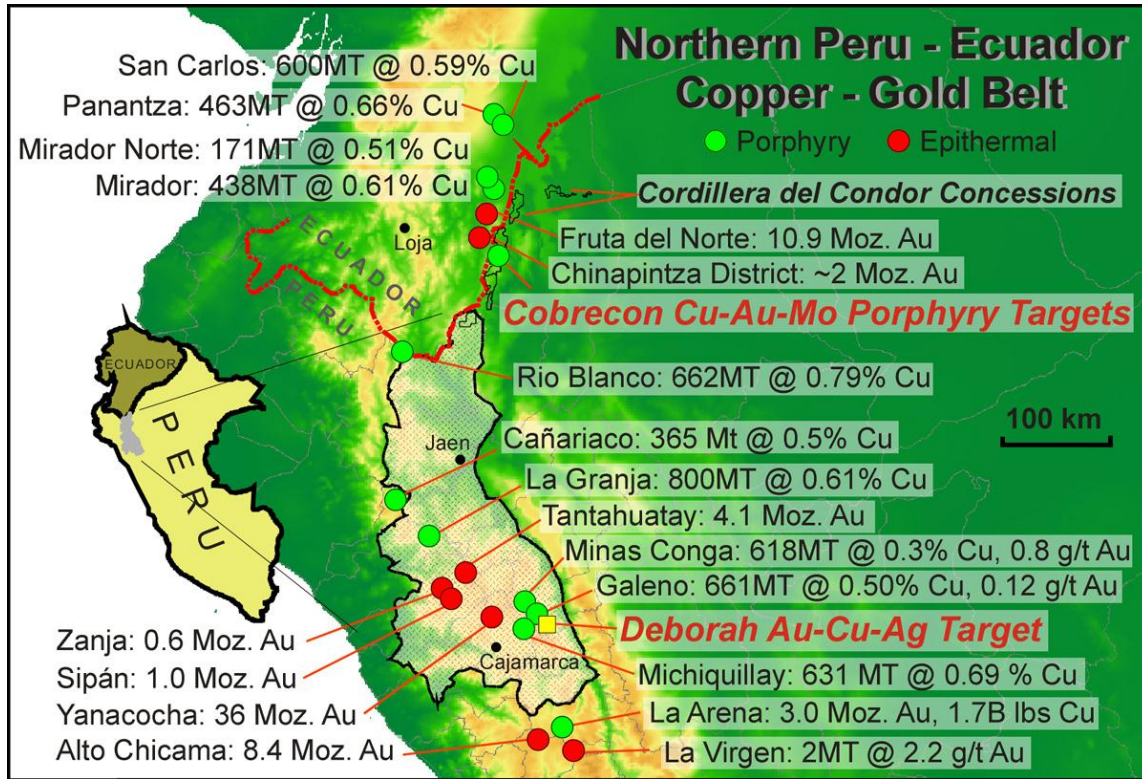 Northern Peru - Ecuador
Copper - Gold Belt
Porphyry
Epithermal
San Carlos: 600MT @ 0.59% Cu
Panantza: 463MT @ 0.66% Cu
Mirador Norte: 171MT @ 0.51% Cu
Mirador: 438MT @ 0.61% Cu
Cordillera del Condor Concessions
Fruta del Norte: 10.9 Moz. Au
Chinapintza District: ~2 Moz. Au
Cobrecon Cu-Au-Mo Porphyry Targets
Loja
ECUADOR
PERU
Rio Blanco: 662MT @ 0.79% Cu
100 km
ECUADOR
PERU
Jaen
Cañariaco: 365 Mt @ 0.5% Cu
La Granja: 800MT @ 0.61% Cu
Tantahuatay: 4.1 Moz. Au
Minas Conga: 618MT @ 0.3% Cu, 0.8 g/t Au
Galeno: 661MT @ 0.50% Cu, 0.12 g/t Au
Deborah Au-Cu-Ag Target
Cajamarca
Michiquillay: 631 MT @ 0.69 % Cu
La Arena: 3.0 Moz. Au, 1.7B lbs Cu
La Virgen: 2MT @ 2.2 g/t Au
Zanja: 0.6 Moz. Au
Sipán: 1.0 Moz. Au
Yanacocha: 36 Moz. Au
Alto Chicama: 8.4 Moz. Au